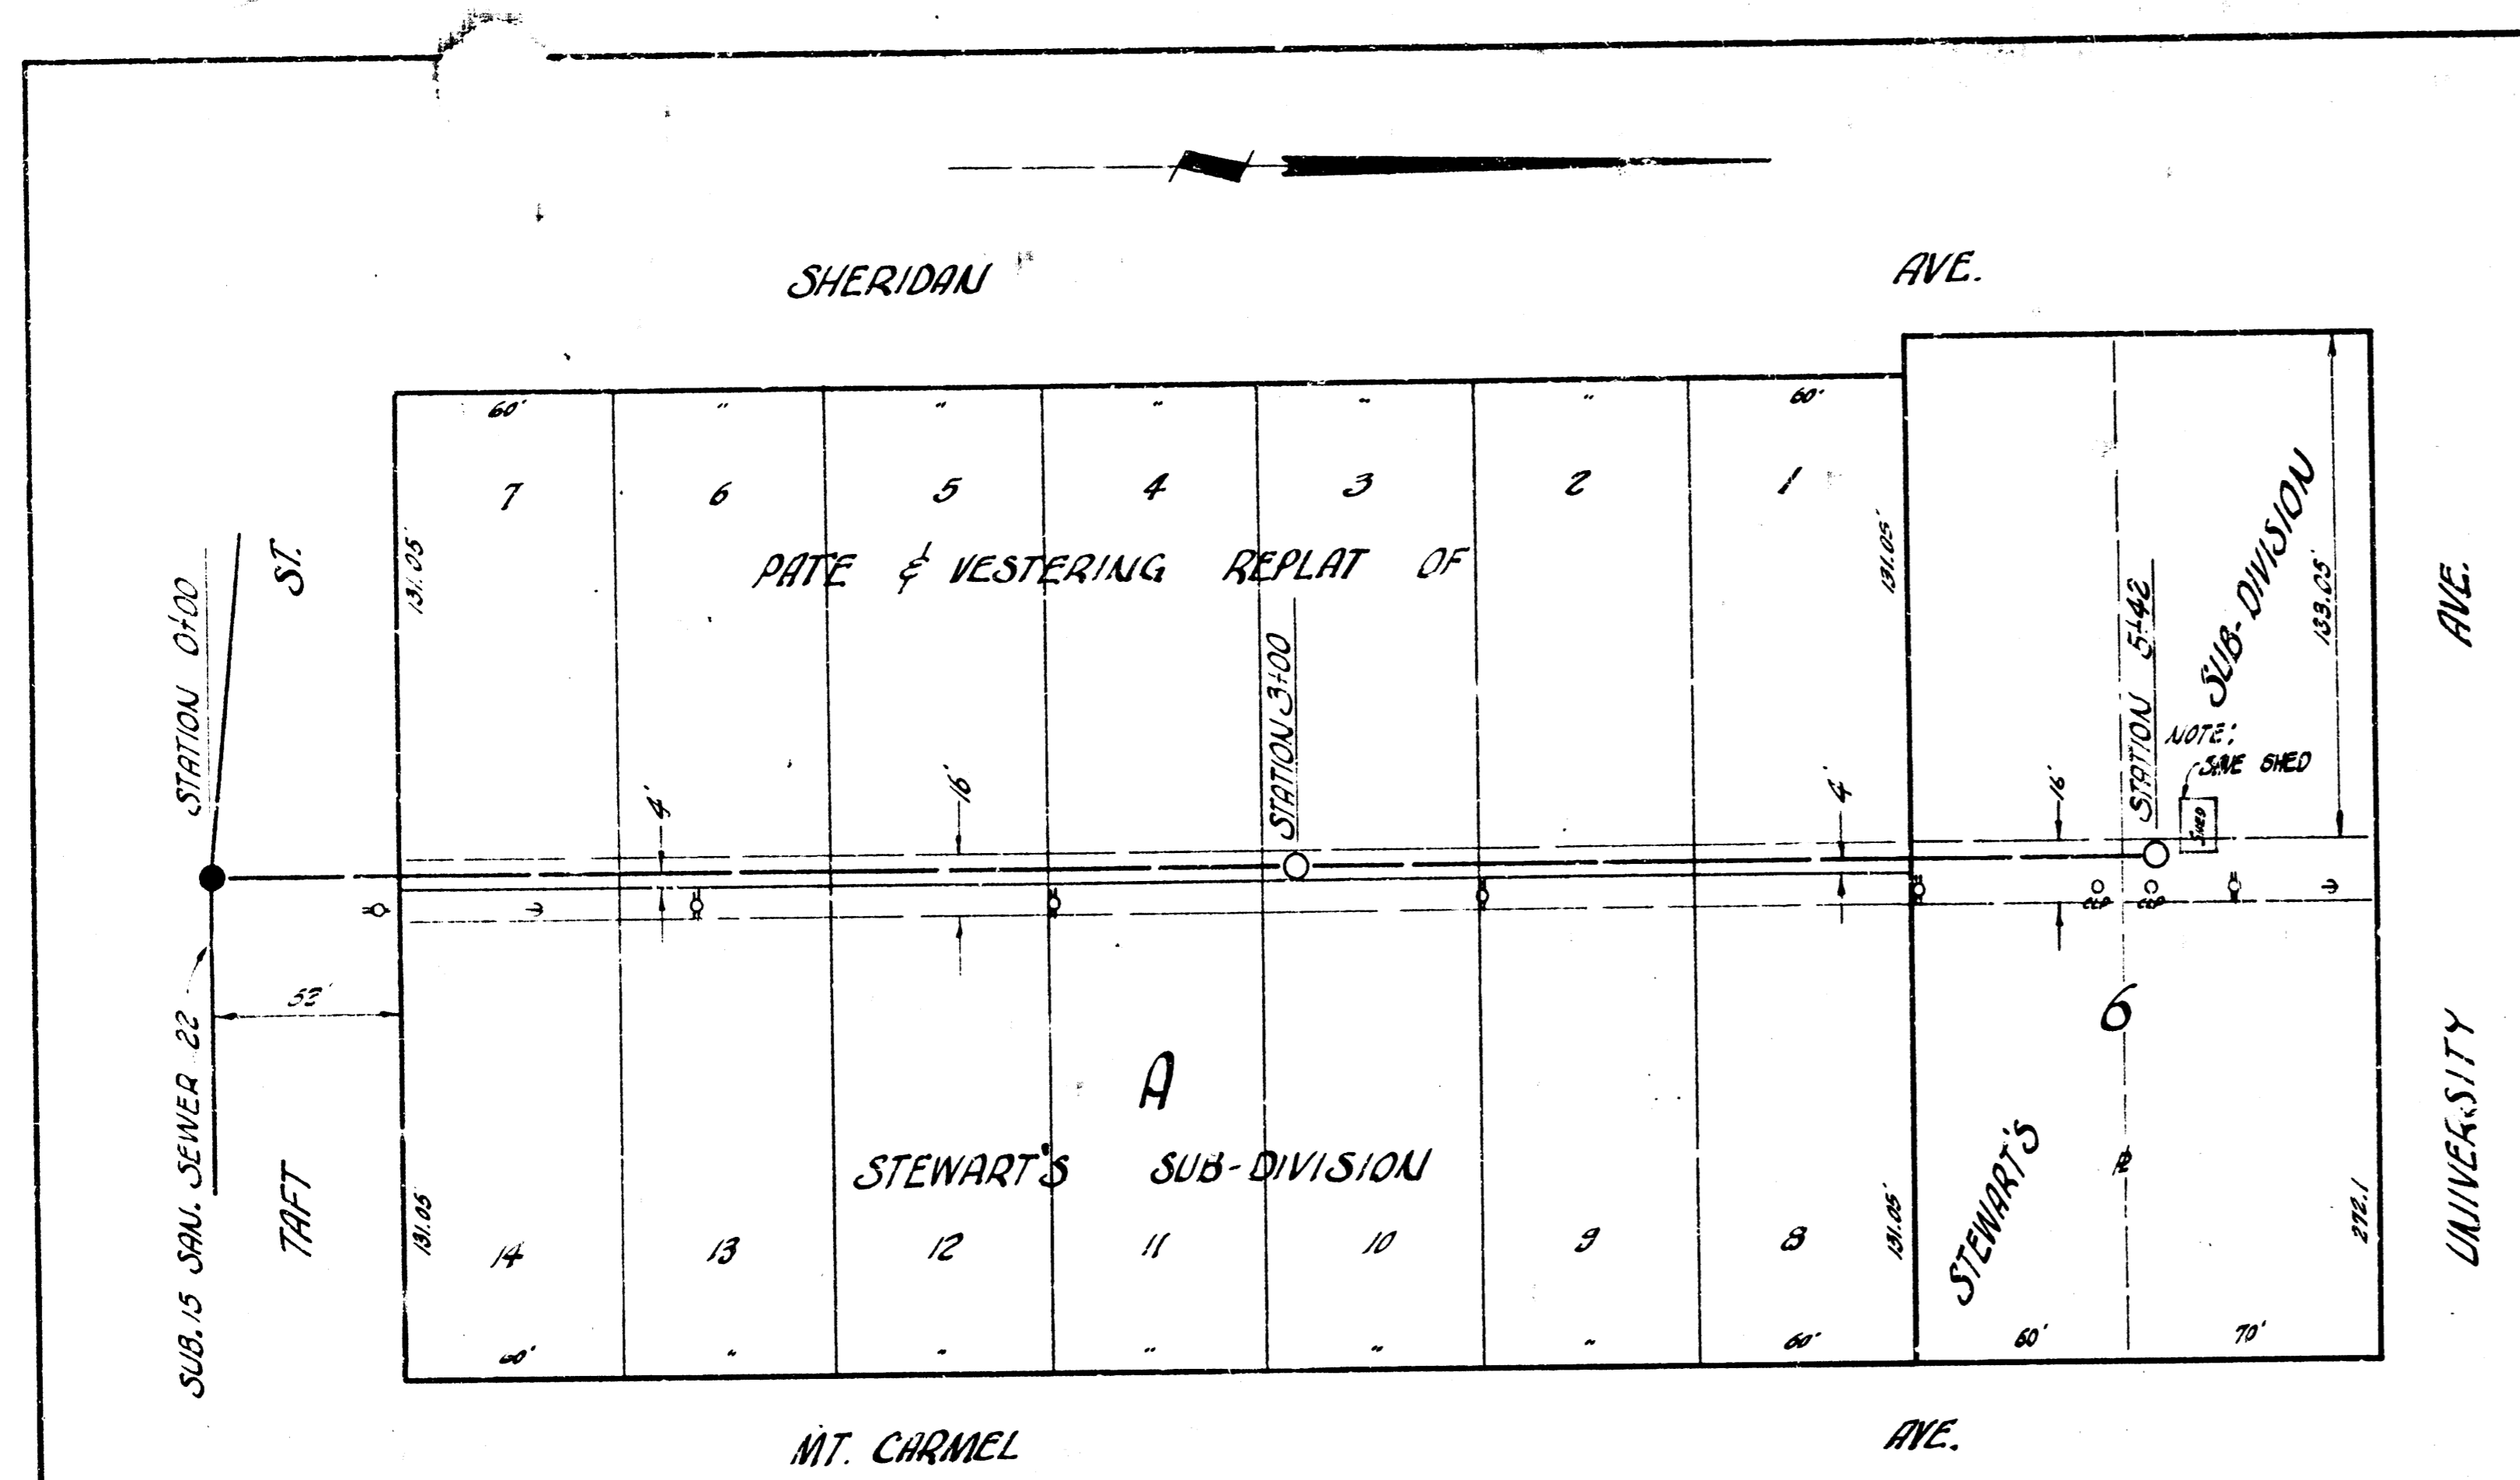 SHERIDAN AVE.
60' " " " " " 60'
7 6 5 4 3 2 1
PATE & VESTERING REPLAT OF
131.05'
131.05'
STATION 0+00
ST.
STATION 3+00
STATION 5+42
SUB-DIVISION
133.05'
AVE.
NOTE:
SAVE SHED
SHED
4'
16'
4'
16'
52'
SUB. 15 SAN. SEWER 22
TAFT
A
6
STEWART'S SUB-DIVISION
STEWART'S
UNIVERSITY
131.05'
131.05'
272.1
14 13 12 11 10 9 8
60' " " " " " 60' 60' 70'
MT. CARMEL AVE.